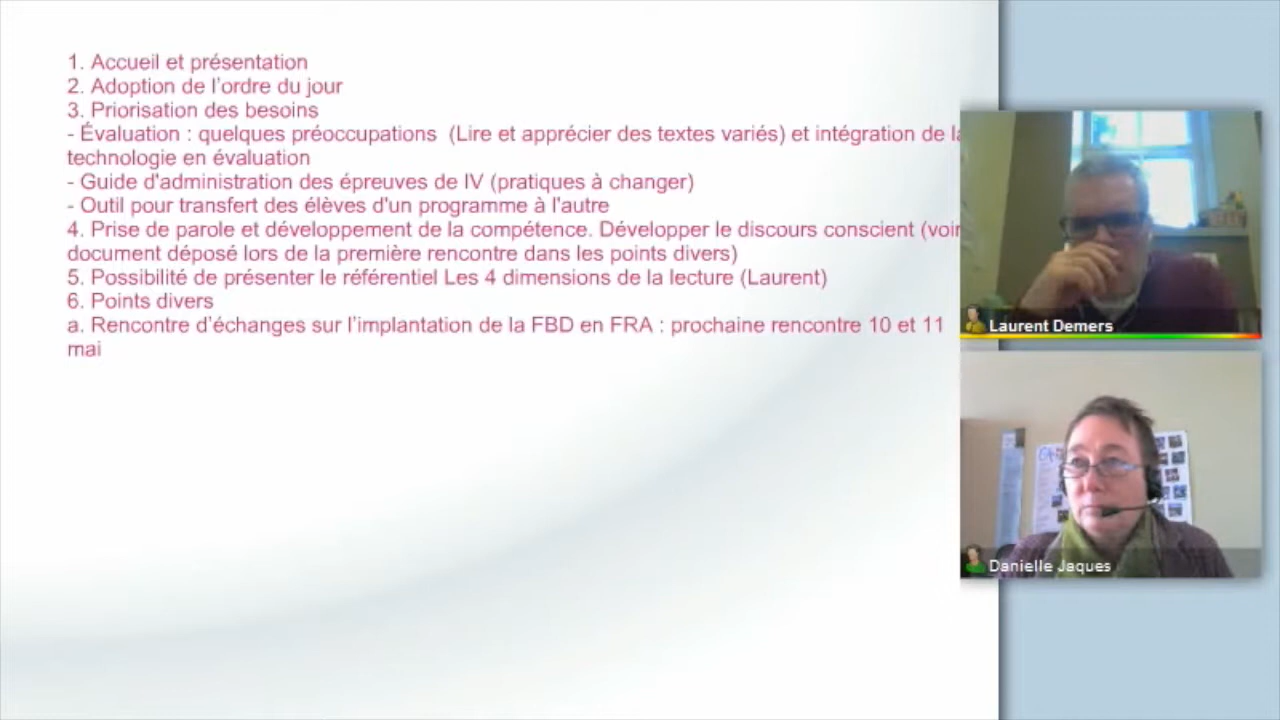 1. Accueil et présentation
2. Adoption de l'ordre du jour
3. Priorisation des besoins
- Évaluation : quelques préoccupations (Lire et apprécier des textes variés) et intégration de
technologie en évaluation
- Guide d'administration des épreuves de IV (pratiques à changer)
- Outil pour transfert des élèves d'un programme à l'autre
4. Prise de parole et développement de la compétence. Développer le discours conscient (voir
document déposé lors de la première rencontre dans les points divers)
5. Possibilité de présenter le référentiel Les 4 dimensions de la lecture (Laurent)
6. Points divers
a. Rencontre d'échanges sur l'implantation de la FBD en FRA : prochaine rencontre 10 et 11
mai
Laurent Demers
Danielle Jaques